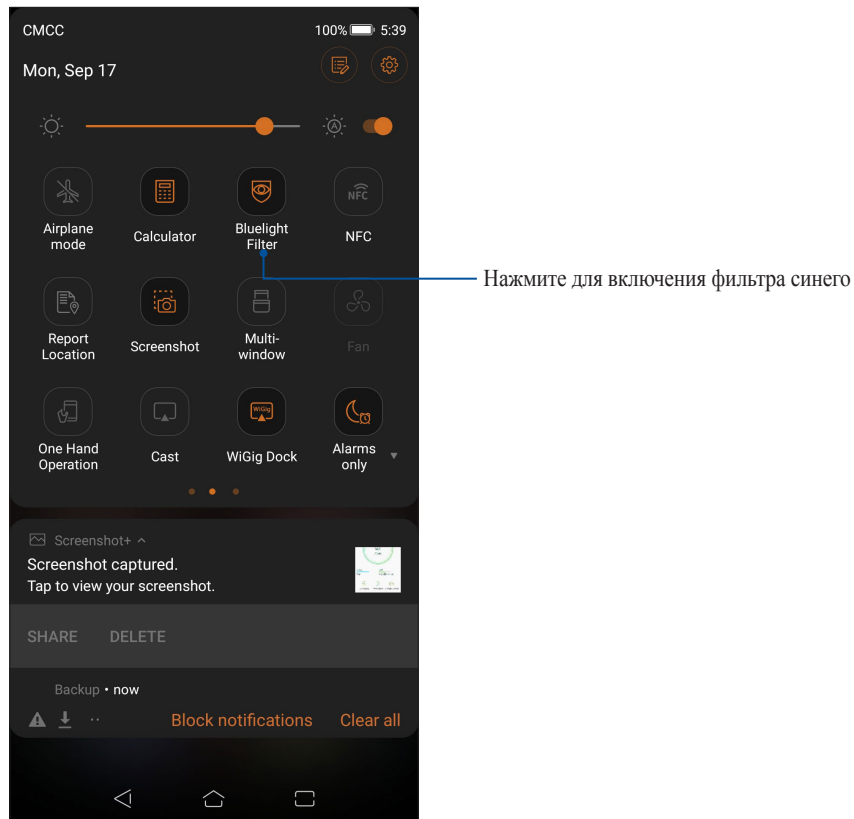 CMCC 100% 5:39
Mon, Sep 17
A
NFC
Airplane
mode
Calculator
Bluelight
Filter
NFC
Нажмите для включения фильтра синего
Report
Location
Screenshot
Multi-
window
Fan
WiGig
One Hand
Operation
Cast
WiGig Dock
Alarms
only
Screenshot+
Screenshot captured.
Tap to view your screenshot.
SHARE DELETE
Backup • now
Block notifications Clear all